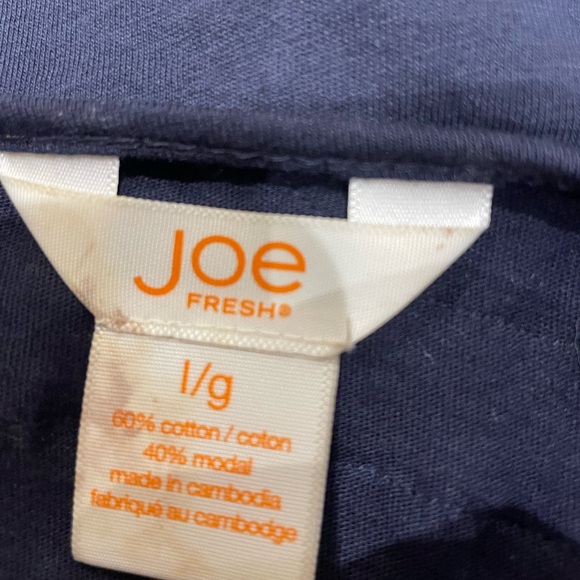 Joe
FRESH®
l/g
60% cotton / coton
40% modal
made in cambodia
fabriqué au cambodge